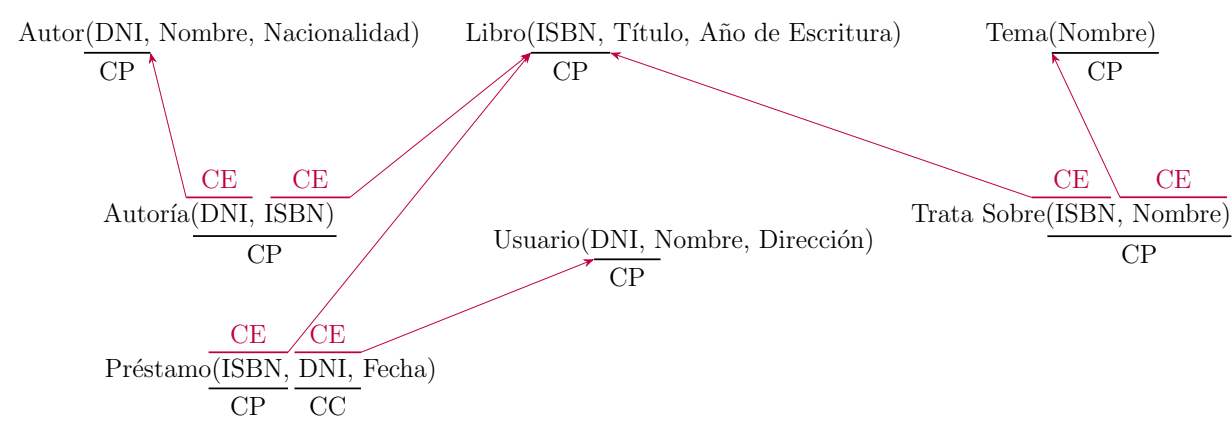 Autor(DNI, Nombre, Nacionalidad) Libro(ISBN, Título, Año de Escritura) Tema(Nombre)
CP CP CP
CE CE CE CE
Autoría(DNI, ISBN) Trata Sobre(ISBN, Nombre)
CP CP
Usuario(DNI, Nombre, Dirección)
CP
CE CE
Préstamo(ISBN, DNI, Fecha)
CP CC